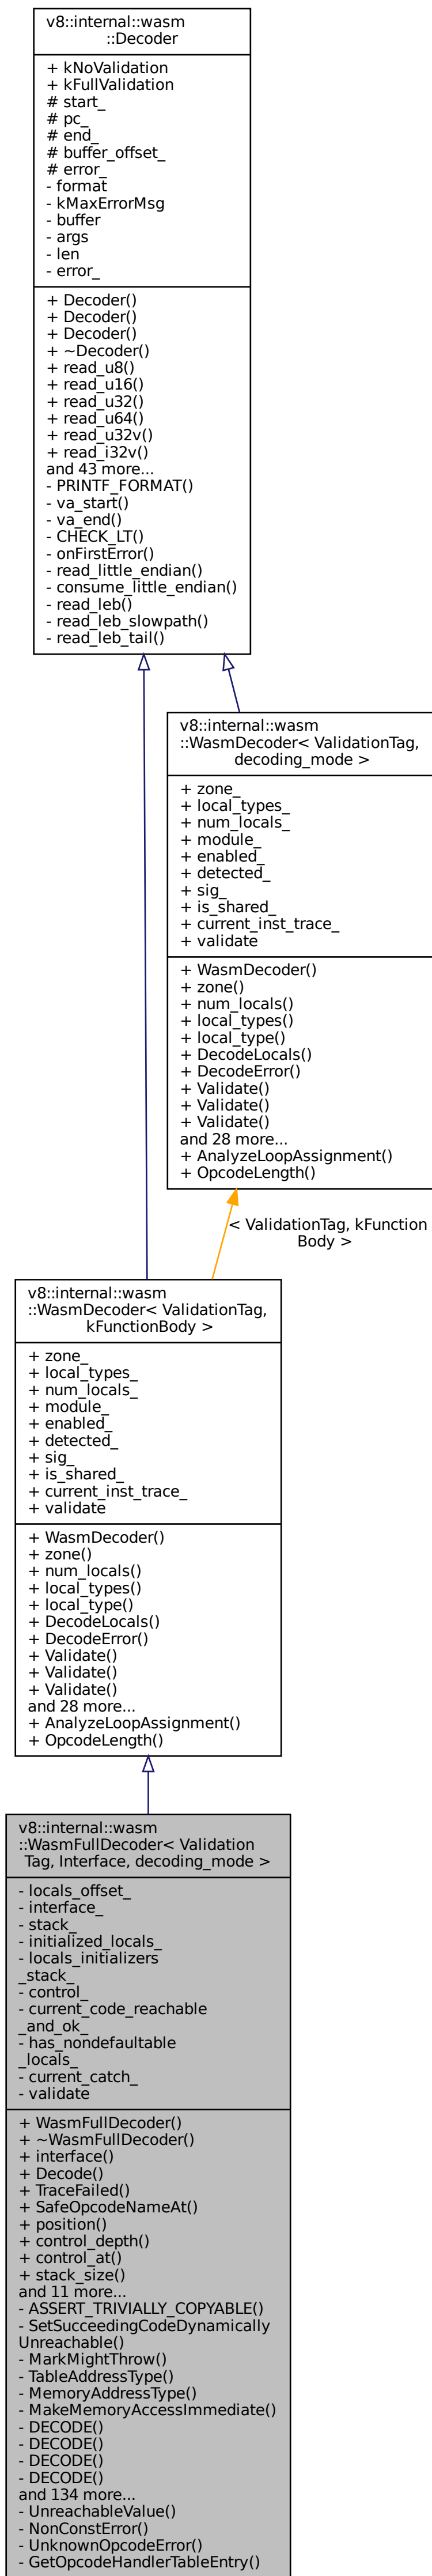 v8::internal::wasm
::Decoder
+ kNoValidation
+ kFullValidation
# start_
# pc_
# end_
# buffer_offset_
# error_
- format
- kMaxErrorMsg
- buffer
- args
- len
- error_
+ Decoder()
+ Decoder()
+ Decoder()
+ ~Decoder()
+ read_u8()
+ read_u16()
+ read_u32()
+ read_u64()
+ read_u32v()
+ read_i32v()
and 43 more...
- PRINTF_FORMAT()
- va_start()
- va_end()
- CHECK_LT()
- onFirstError()
- read_little_endian()
- consume_little_endian()
- read_leb()
- read_leb_slowpath()
- read_leb_tail()
v8::internal::wasm
::WasmDecoder< ValidationTag,
decoding_mode >
+ zone_
+ local_types_
+ num_locals_
+ module_
+ enabled_
+ detected_
+ sig_
+ is_shared_
+ current_inst_trace_
+ validate
+ WasmDecoder()
+ zone()
+ num_locals()
+ local_types()
+ local_type()
+ DecodeLocals()
+ DecodeError()
+ Validate()
+ Validate()
+ Validate()
and 28 more...
+ AnalyzeLoopAssignment()
+ OpcodeLength()
< ValidationTag, kFunction
Body >
v8::internal::wasm
::WasmDecoder< ValidationTag,
kFunctionBody >
+ zone_
+ local_types_
+ num_locals_
+ module_
+ enabled_
+ detected_
+ sig_
+ is_shared_
+ current_inst_trace_
+ validate
+ WasmDecoder()
+ zone()
+ num_locals()
+ local_types()
+ local_type()
+ DecodeLocals()
+ DecodeError()
+ Validate()
+ Validate()
+ Validate()
and 28 more...
+ AnalyzeLoopAssignment()
+ OpcodeLength()
v8::internal::wasm
::WasmFullDecoder< Validation
Tag, Interface, decoding_mode >
- locals_offset_
- interface_
- stack_
- initialized_locals_
- locals_initializers
_stack_
- control_
- current_code_reachable
_and_ok_
- has_nondefaultable
_locals_
- current_catch_
- validate
+ WasmFullDecoder()
+ ~WasmFullDecoder()
+ interface()
+ Decode()
+ TraceFailed()
+ SafeOpcodeNameAt()
+ position()
+ control_depth()
+ control_at()
+ stack_size()
and 11 more...
- ASSERT_TRIVIALLY_COPYABLE()
- SetSucceedingCodeDynamically
Unreachable()
- MarkMightThrow()
- TableAddressType()
- MemoryAddressType()
- MakeMemoryAccessImmediate()
- DECODE()
- DECODE()
- DECODE()
- DECODE()
and 134 more...
- UnreachableValue()
- NonConstError()
- UnknownOpcodeError()
- GetOpcodeHandlerTableEntry()